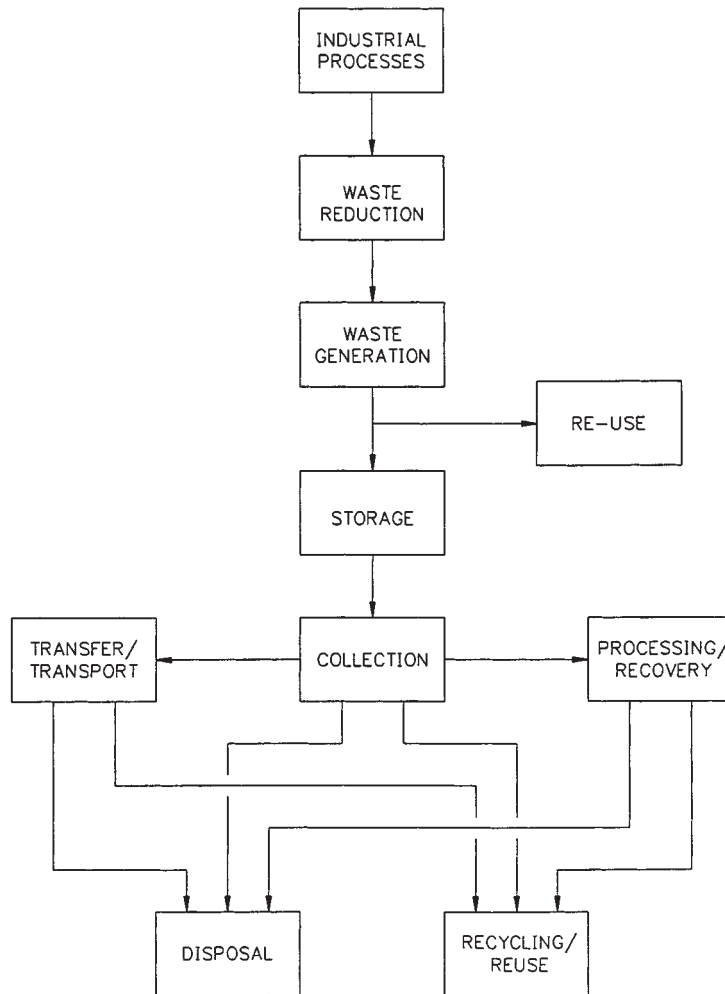 INDUSTRIAL
PROCESSES
WASTE
REDUCTION
WASTE
GENERATION
RE-USE
STORAGE
TRANSFER/
TRANSPORT
COLLECTION
PROCESSING/
RECOVERY
DISPOSAL
RECYCLING/
REUSE